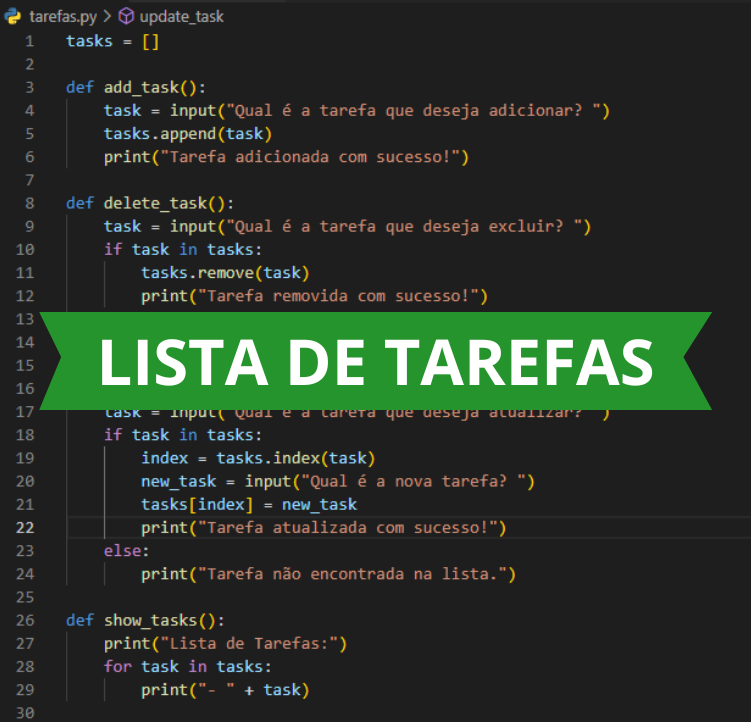 tarefas.py > update_task
1 tasks = []
2
3 def add_task():
4 task = input("Qual é a tarefa que deseja adicionar? ")
5 tasks.append(task)
6 print("Tarefa adicionada com sucesso!")
7
8 def delete_task():
9 task = input("Qual é a tarefa que deseja excluir? ")
10 if task in tasks:
11 tasks.remove(task)
12 print("Tarefa removida com sucesso!")
13
14
15
16
LISTA DE TAREFAS
17 task = input("Qual é a tarefa que deseja atualizar? ")
18 if task in tasks:
19 index = tasks.index(task)
20 new_task = input("Qual é a nova tarefa? ")
21 tasks[index] = new_task
22 print("Tarefa atualizada com sucesso!")
23 else:
24 print("Tarefa não encontrada na lista.")
25
26 def show_tasks():
27 print("Lista de Tarefas:")
28 for task in tasks:
29 print("- " + task)
30